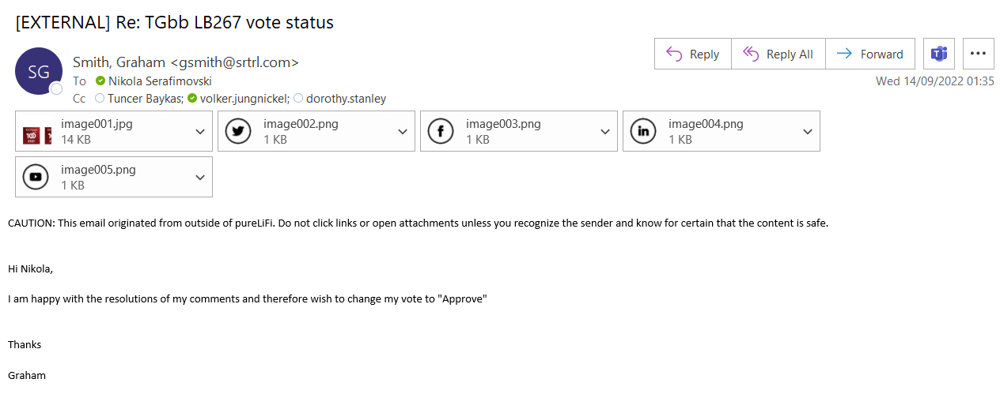 [EXTERNAL] Re: TGbb LB267 vote status
SG
Smith, Graham <gsmith@srtrl.com>
Reply
Reply All
Forward
To Nikola Serafimovski
Wed 14/09/2022 01:35
Cc Tuncer Baykas; volker.jungnickel; dorothy.stanley
image001.jpg
14 KB
image002.png
1 KB
image003.png
1 KB
image004.png
1 KB
image005.png
1 KB
CAUTION: This email originated from outside of pureLiFi. Do not click links or open attachments unless you recognize the sender and know for certain that the content is safe.
Hi Nikola,
I am happy with the resolutions of my comments and therefore wish to change my vote to "Approve"
Thanks
Graham